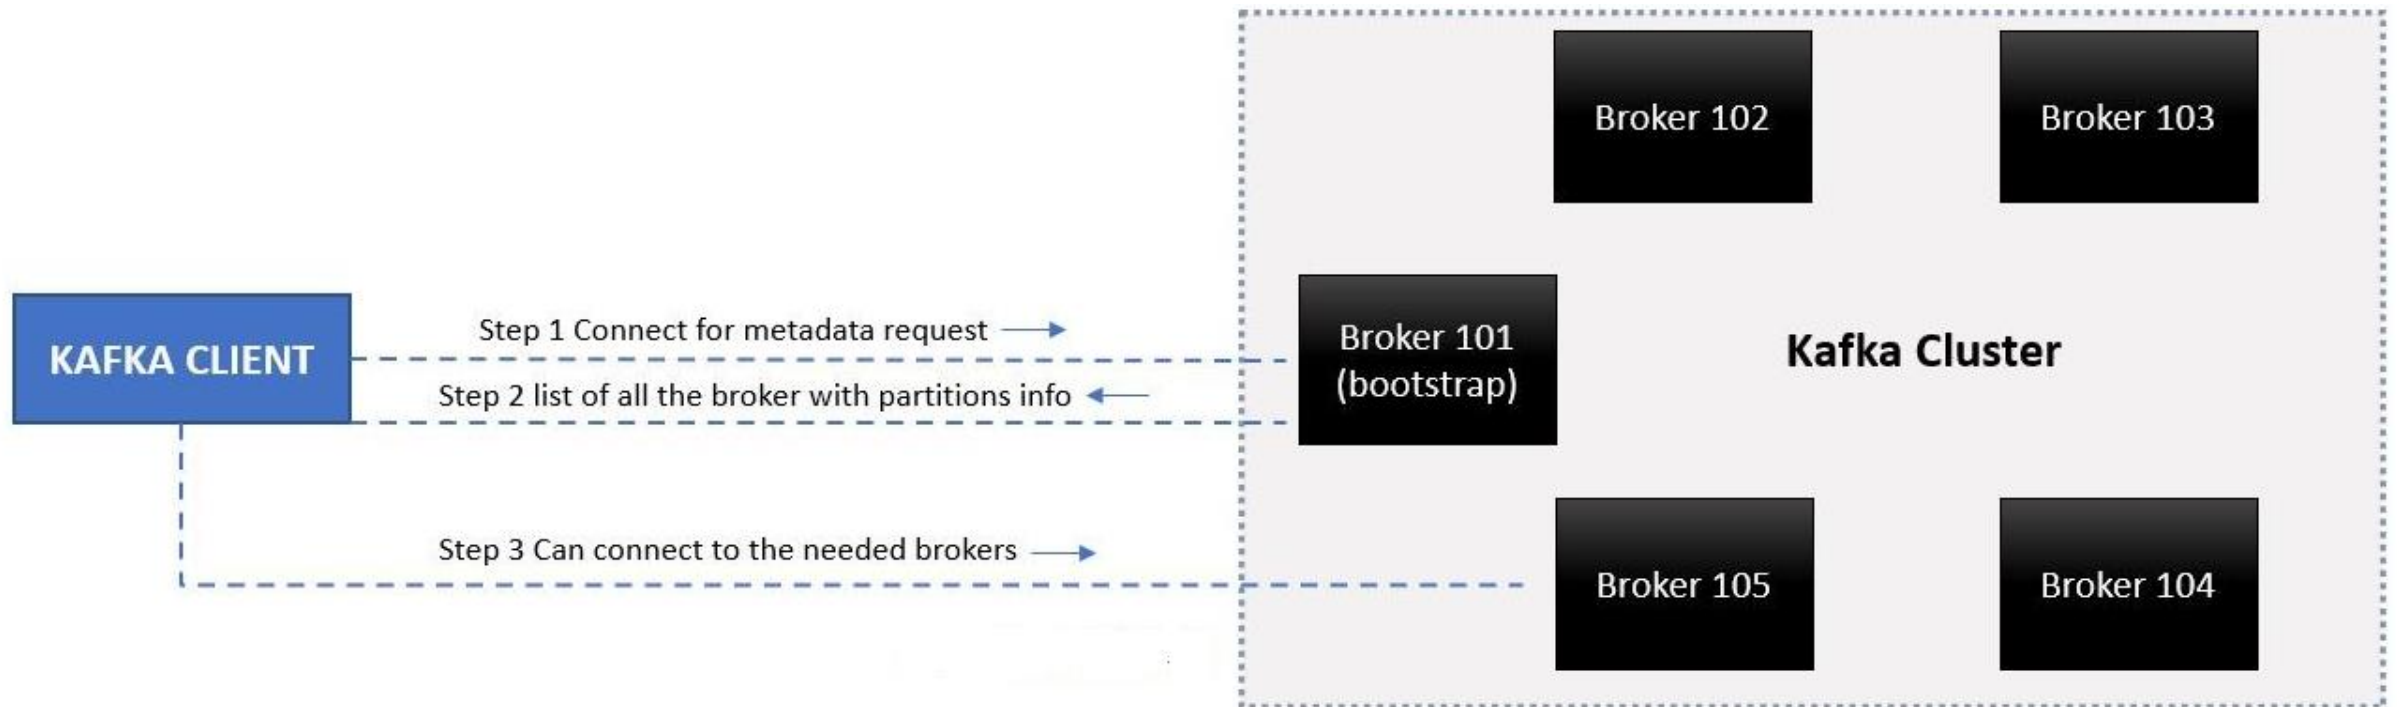 Broker 102
Broker 103
KAFKA CLIENT
Step 1 Connect for metadata request
Step 2 list of all the broker with partitions info
Broker 101
(bootstrap)
Kafka Cluster
Step 3 Can connect to the needed brokers
Broker 105
Broker 104